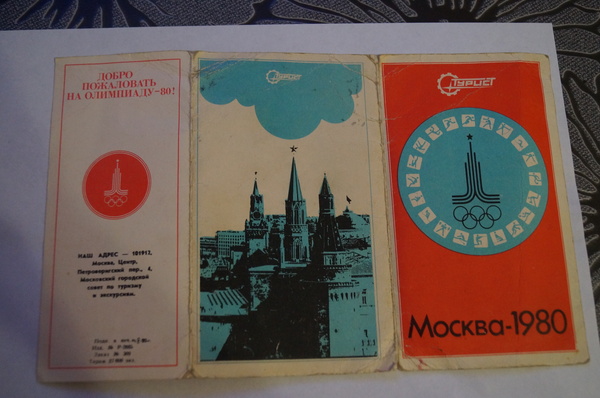 ДОБРО
ПОЖАЛОВАТЬ
НА ОЛИМПИАДУ-80!
НАШ АДРЕС — 101913,
Москва, Центр,
Петроверигский пер., 4,
Московский городской
совет по туризму
и экскурсиям.
ТУРИСТ
ТУРИСТ
Москва-1980